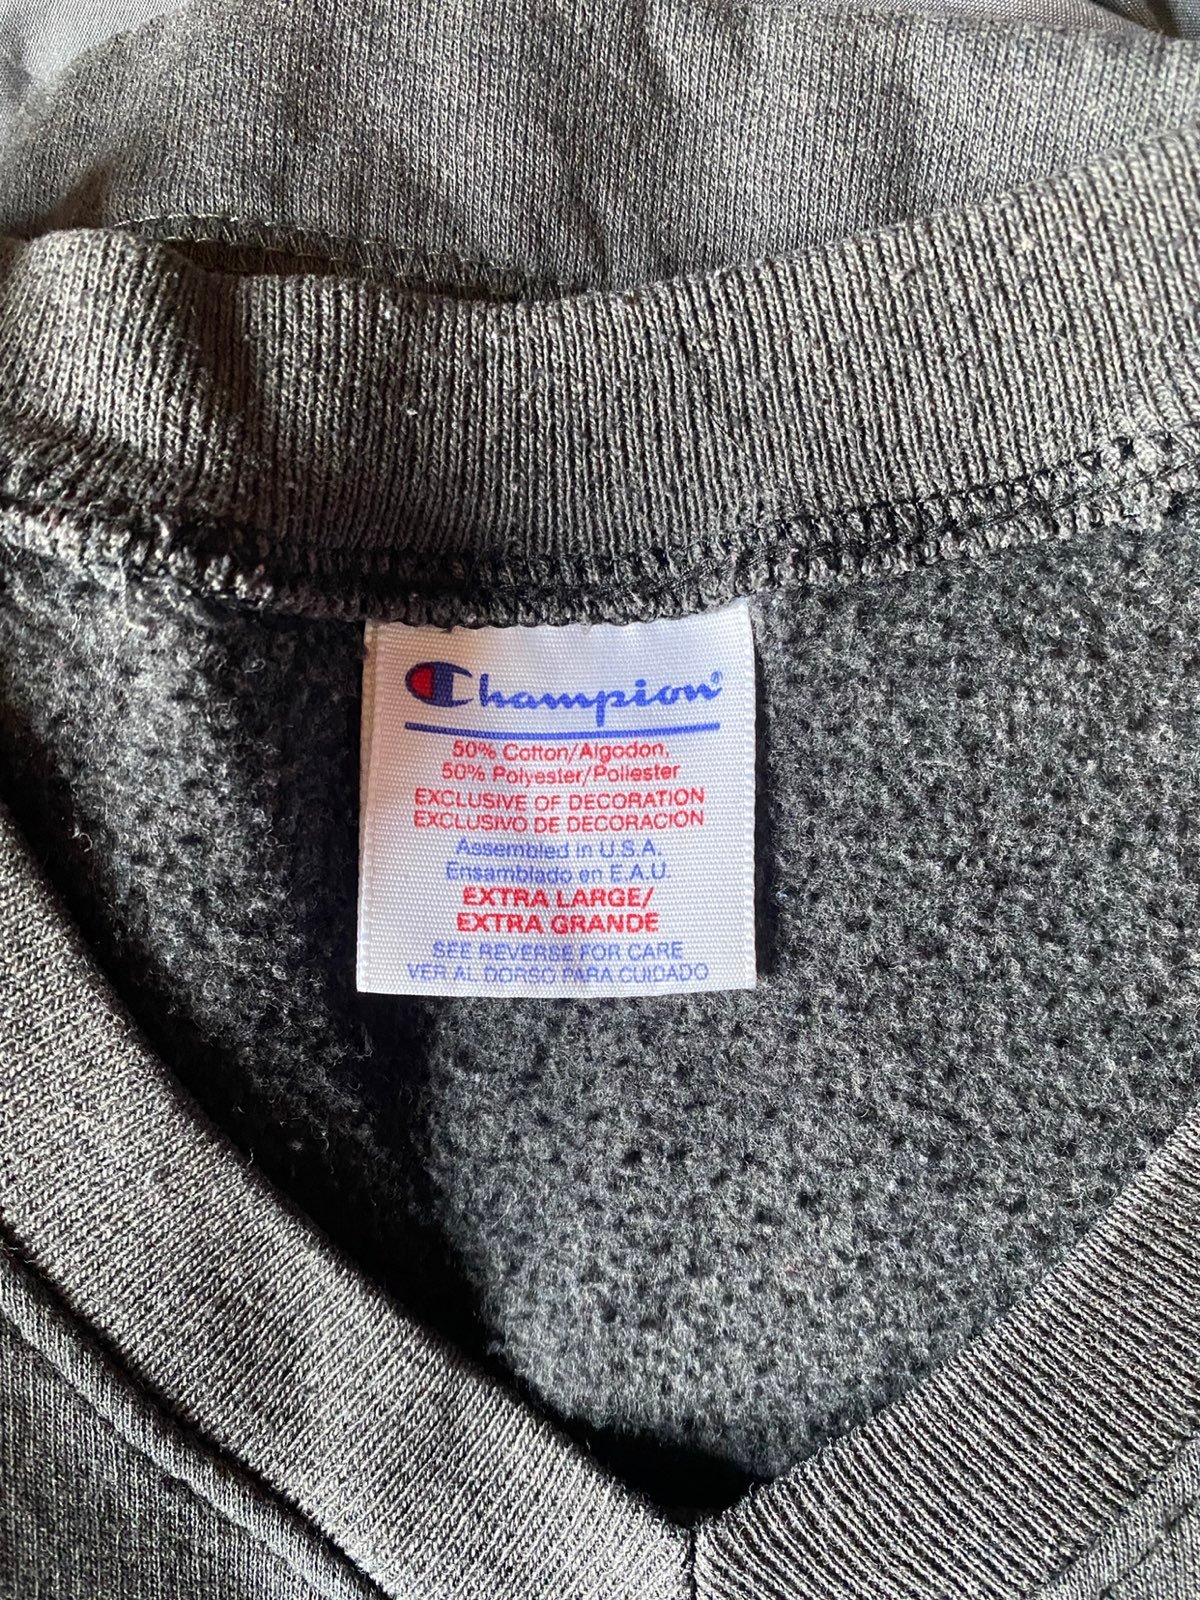 Champion®
50% Cotton/Algodon,
50% Polyester/Poliester
EXCLUSIVE OF DECORATION
EXCLUSIVO DE DECORACION
Assembled in U.S.A.
Ensamblado en E.A.U.
EXTRA LARGE/
EXTRA GRANDE
SEE REVERSE FOR CARE
VER AL DORSO PARA CUIDADO